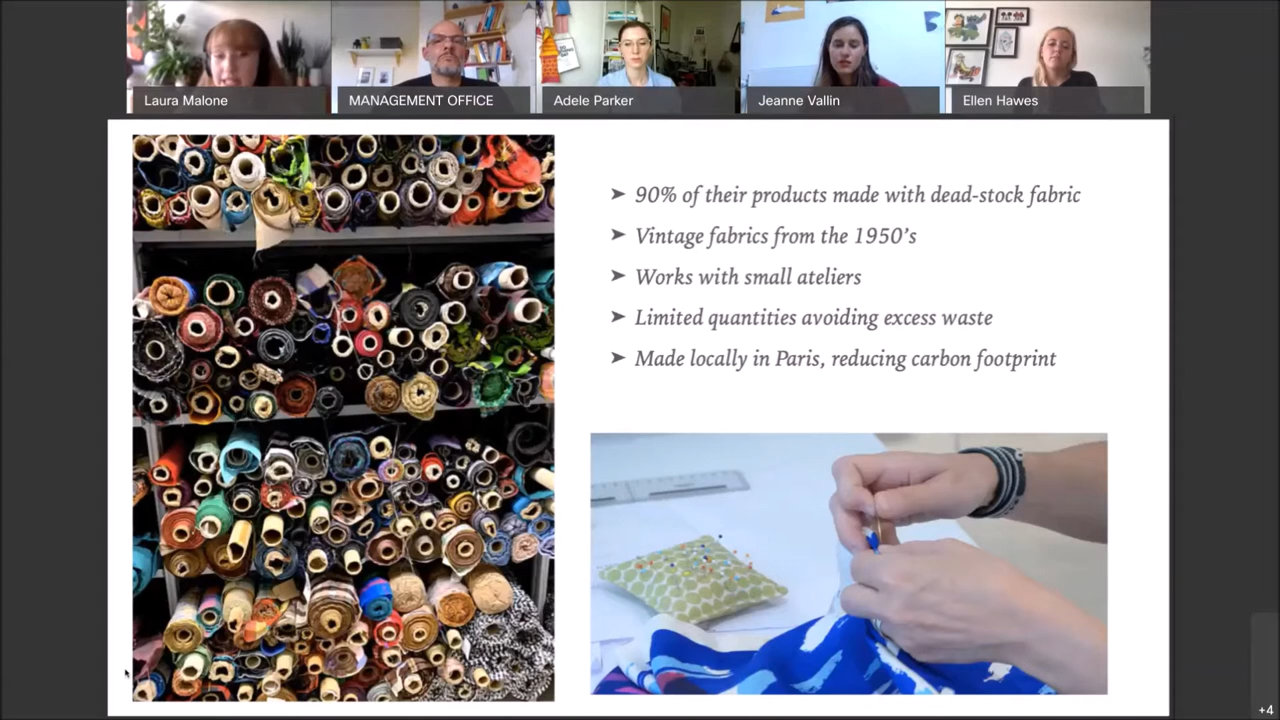 Laura Malone
MANAGEMENT OFFICE
Adele Parker
Jeanne Vallin
Ellen Hawes
➤ 90% of their products made with dead-stock fabric
➤ Vintage fabrics from the 1950's
➤ Works with small ateliers
➤ Limited quantities avoiding excess waste
➤ Made locally in Paris, reducing carbon footprint
+4